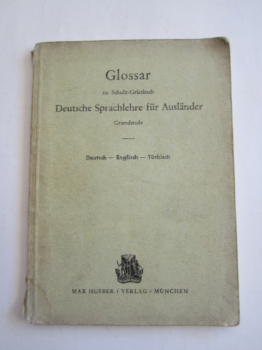 Glossar
zu Schulz-Griesbach
Deutsche Sprachlehre für Ausländer
Grundstufe
Deutsch — Englisch — Türkisch
MAX HUEBER / VERLAG / MÜNCHEN